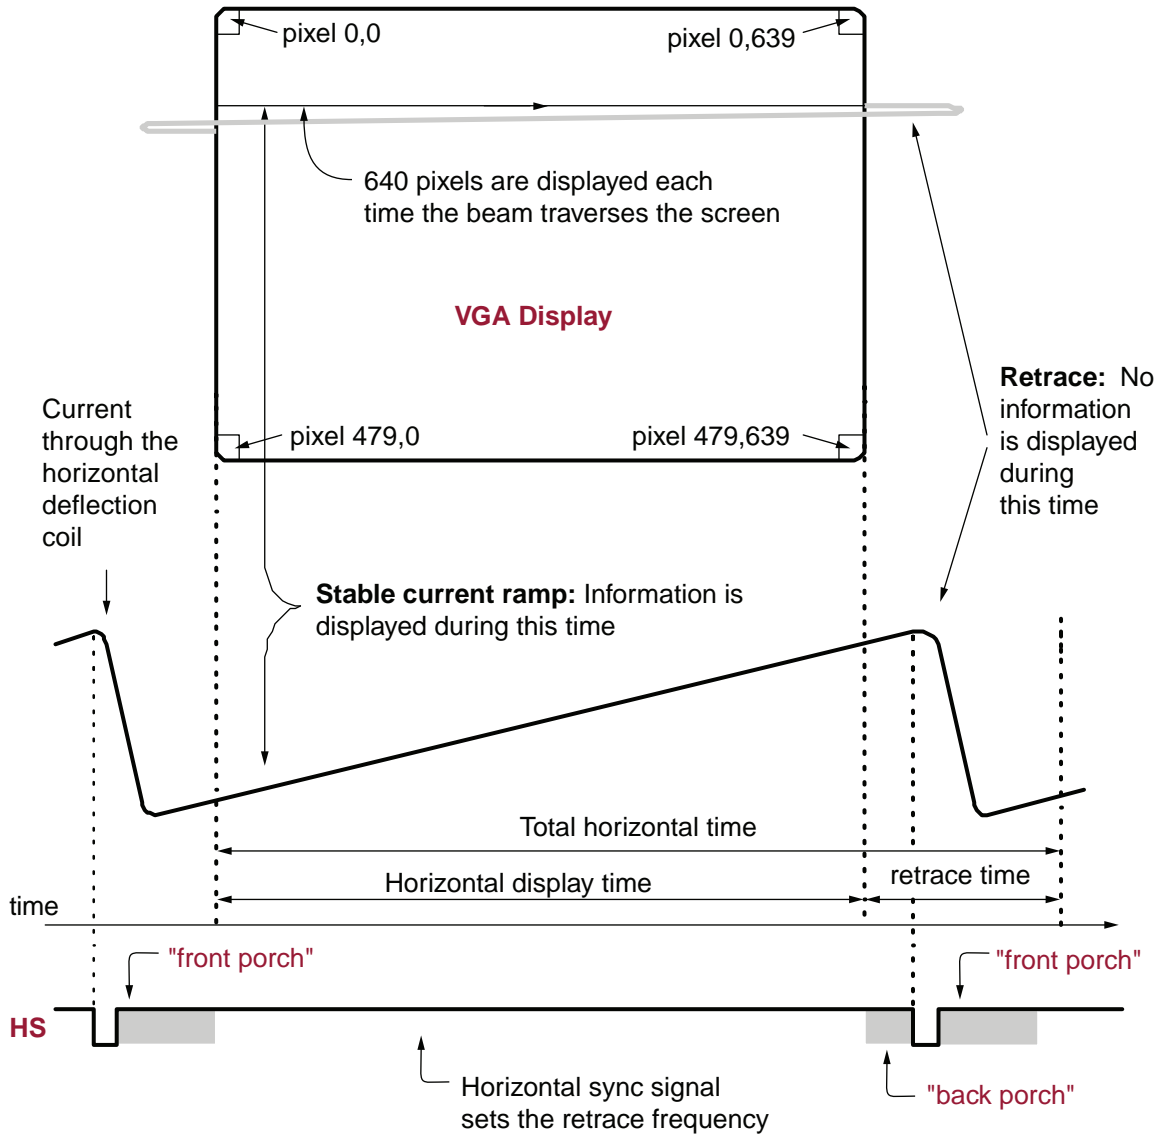 pixel 0,0
pixel 0,639
640 pixels are displayed each
time the beam traverses the screen
VGA Display
Retrace: No
information
is displayed
during
this time
Current
through the
horizontal
deflection
coil
pixel 479,0
pixel 479,639
Stable current ramp: Information is
displayed during this time
Total horizontal time
Horizontal display time
retrace time
time
"front porch"
"front porch"
HS
Horizontal sync signal
sets the retrace frequency
"back porch"